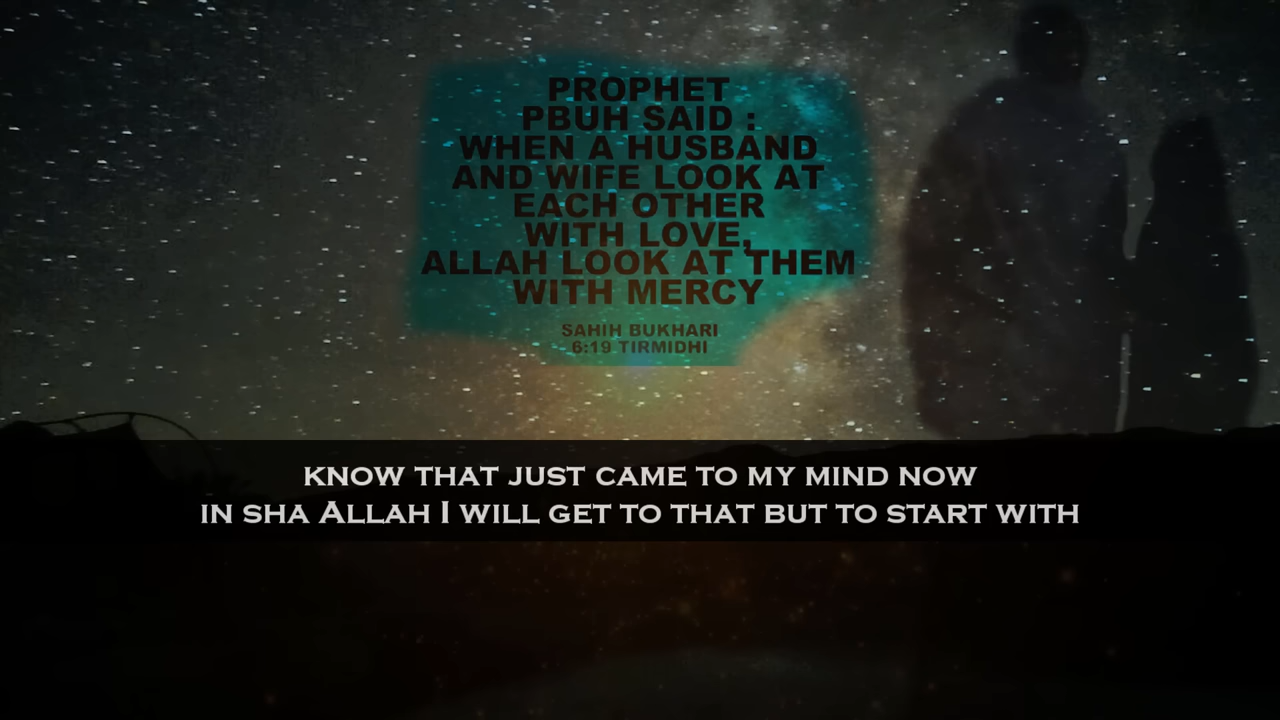 PROPHET
PBUH SAID :
WHEN A HUSBAND
AND WIFE LOOK AT
EACH OTHER
WITH LOVE,
ALLAH LOOK AT THEM
WITH MERCY
SAHIH BUKHARI
6:19 TIRMIDHI
KNOW THAT JUST CAME TO MY MIND NOW
IN SHA ALLAH I WILL GET TO THAT BUT TO START WITH